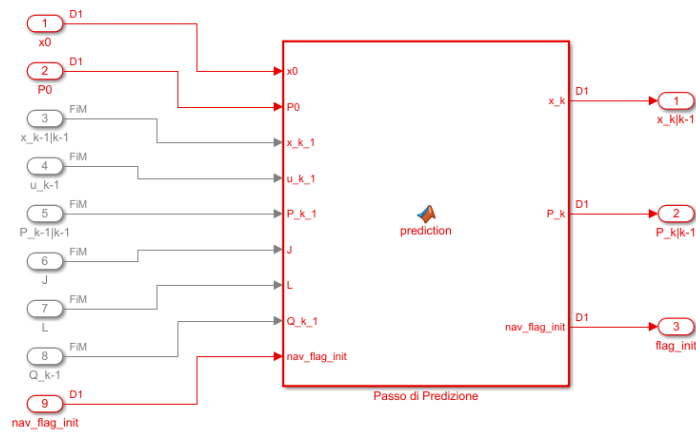 1
D1
x0
2
D1
P0
3
FiM
x_k-1|k-1
4
FiM
u_k-1
5
FiM
P_k-1|k-1
6
FiM
J
7
FiM
L
8
FiM
Q_k-1
9
D1
nav_flag_init
x0
P0
x_k_1
u_k_1
P_k_1
J
L
Q_k_1
nav_flag_init
prediction
x_k
P_k
nav_flag_init
Passo di Predizione
D1
1
x_k|k-1
D1
2
P_k|k-1
D1
3
flag_init